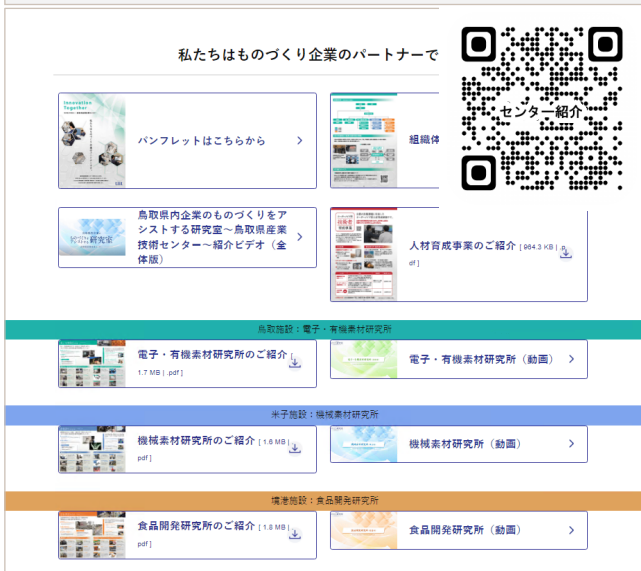 私たちはものづくり企業のパートナーで
センター紹介
Innovation
Together
パンフレットはこちらから
組織体
研究室
鳥取県内企業のものづくりをア
シストする研究室～鳥取県産業
技術センター～紹介ビデオ（全
体版）
人材育成事業のご紹介 [ 964.3 KB | .p
df ]
鳥取施設：電子・有機素材研究所
電子・有機素材研究所のご紹介 [
1.7 MB | .pdf ]
電子・有機素材研究所（動画）
米子施設：機械素材研究所
機械素材研究所のご紹介 [ 1.6 MB | .
pdf ]
機械素材研究所（動画）
境港施設：食品開発研究所
食品開発研究所のご紹介 [ 1.8 MB | .
pdf ]
食品開発研究所（動画）